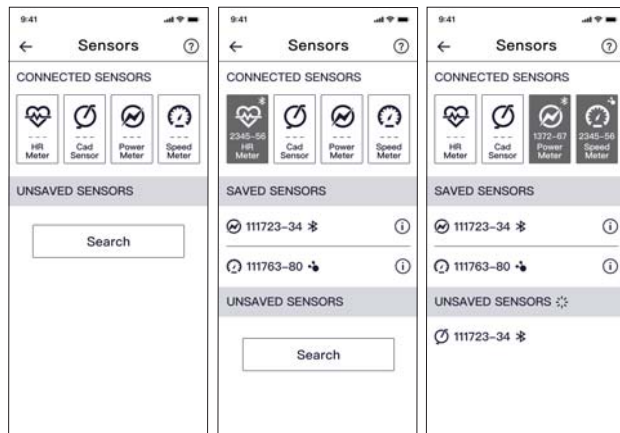 9:41
Sensors
CONNECTED SENSORS
---
HR
Meter
---
Cad
Sensor
---
Power
Meter
---
Speed
Meter
UNSAVED SENSORS
Search
9:41
Sensors
CONNECTED SENSORS
2345-56
HR
Meter
---
Cad
Sensor
---
Power
Meter
---
Speed
Meter
SAVED SENSORS
111723-34
111763-80
UNSAVED SENSORS
Search
9:41
Sensors
CONNECTED SENSORS
---
HR
Meter
---
Cad
Sensor
1372-67
Power
Meter
2345-56
Speed
Meter
SAVED SENSORS
111723-34
111763-80
UNSAVED SENSORS
111723-34